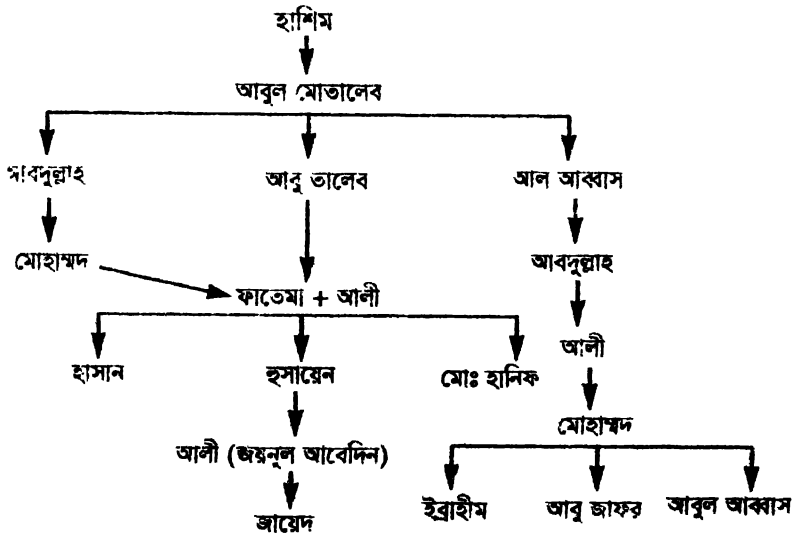 হাশিম
আবুল মোতালেব
আবদুল্লাহ আবু তালেব আল আব্বাস
মোহাম্মদ আবদুল্লাহ
ফাতেমা + আলী
আলী
হাসান হুসায়েন মোঃ হানিফ
মোহাম্মদ
আলী (জয়নুল আবেদিন)
ইব্রাহীম আবু জাফর আবুল আব্বাস
জায়েদ